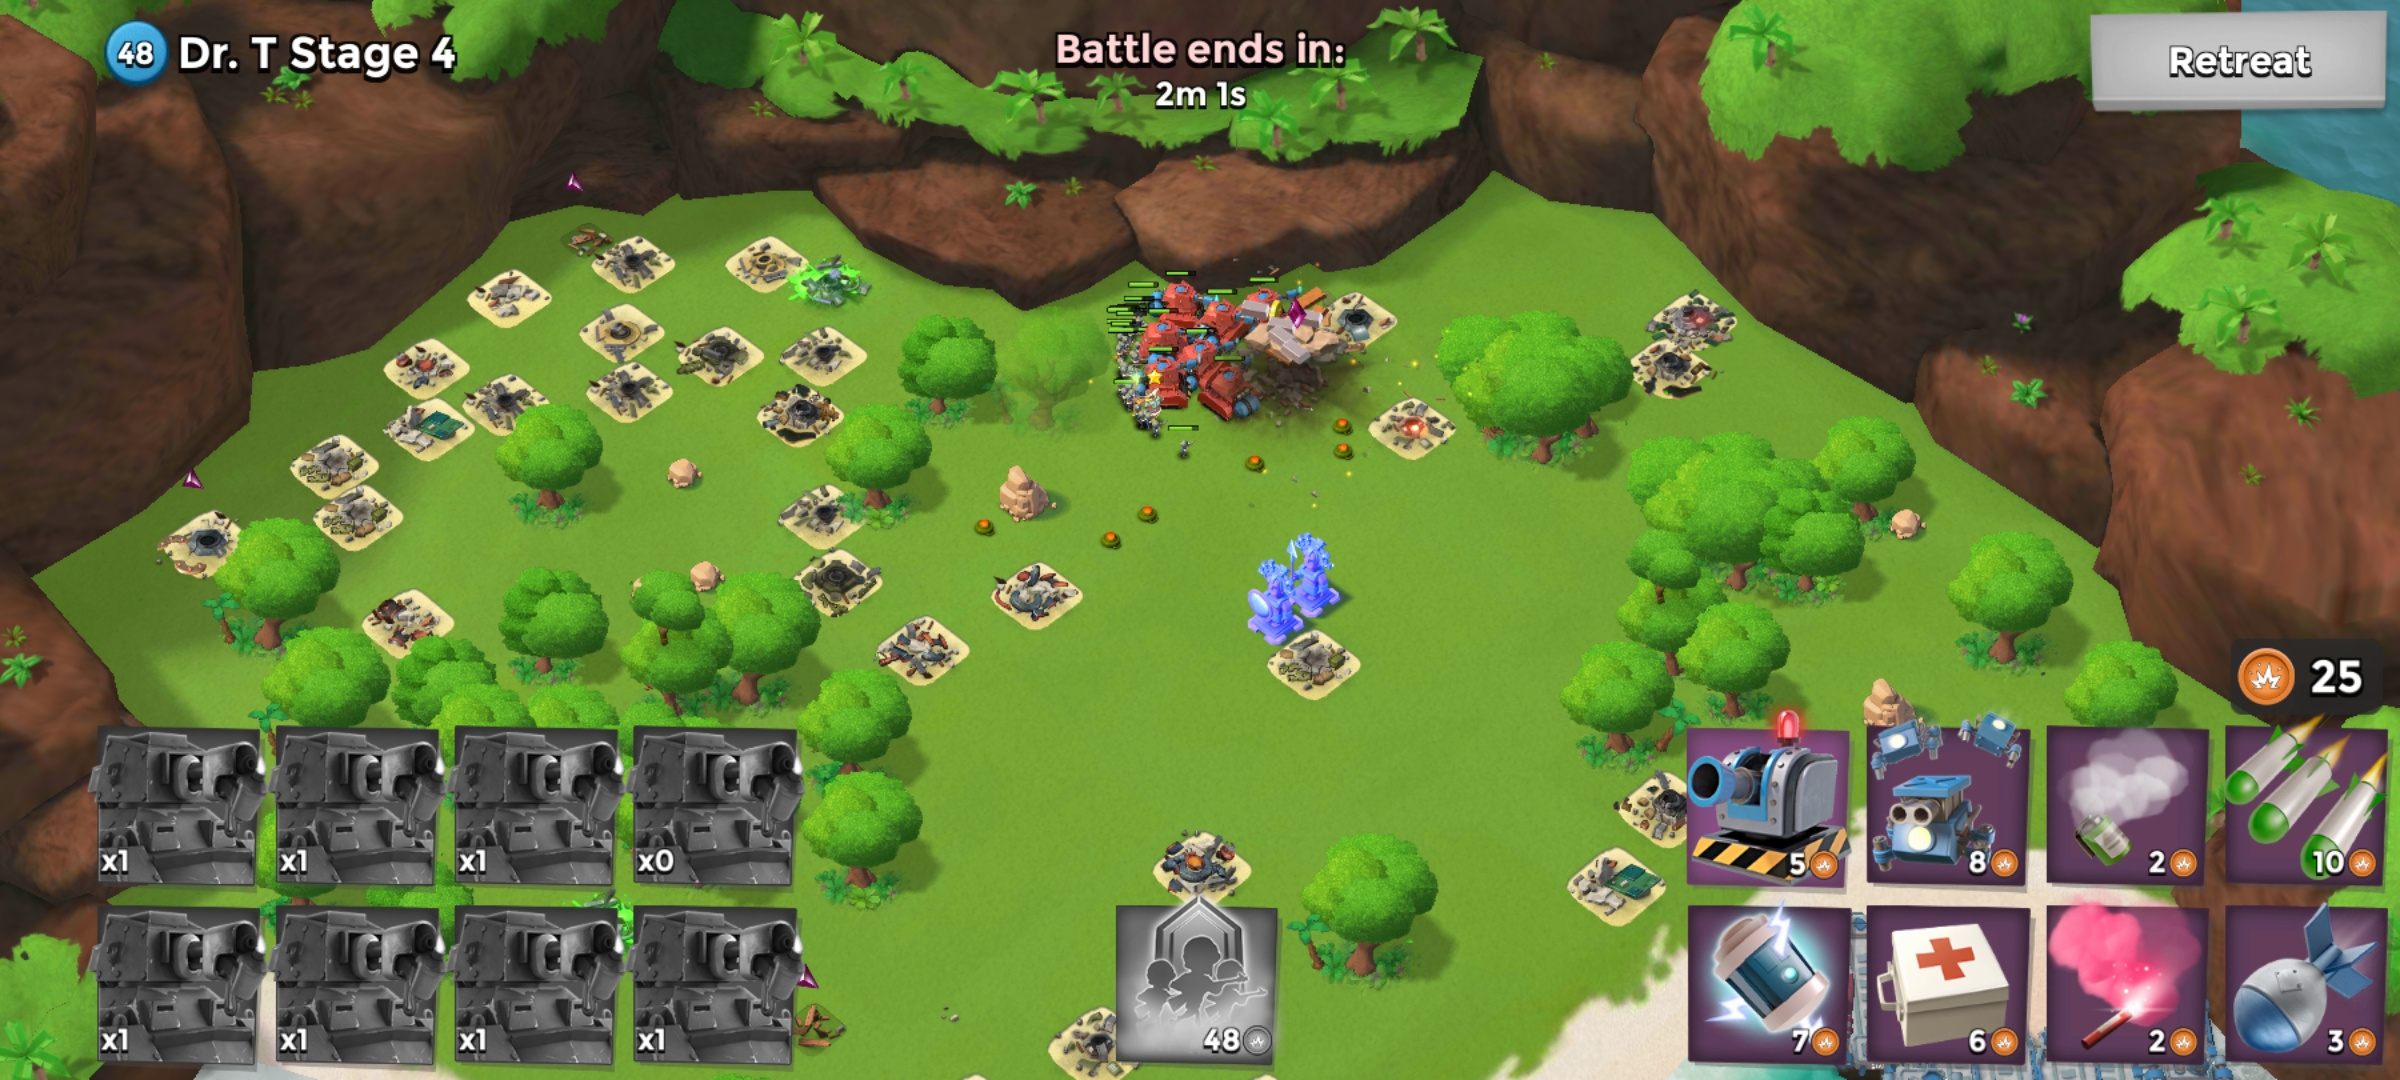 48 Dr. T Stage 4
Battle ends in:
2m 1s
Retreat
25
x1 x1 x1 x0
5 8 2 10
x1 x1 x1 x1
48
7 6 2 3